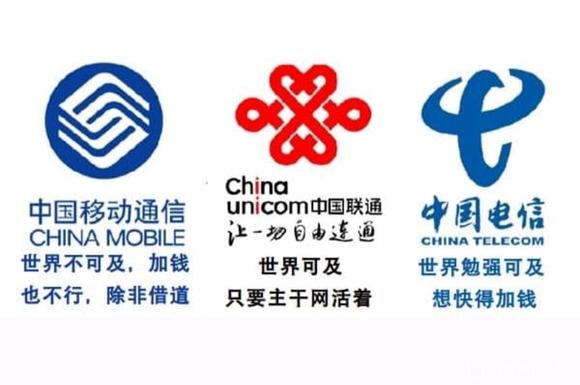 中国移动通信
CHINA MOBILE
世界不可及，加钱
也不行，除非借道
China
unicom中国联通
让一切自由连通
世界可及
只要主干网活着
中国电信
CHINA TELECOM
世界勉强可及
想快得加钱